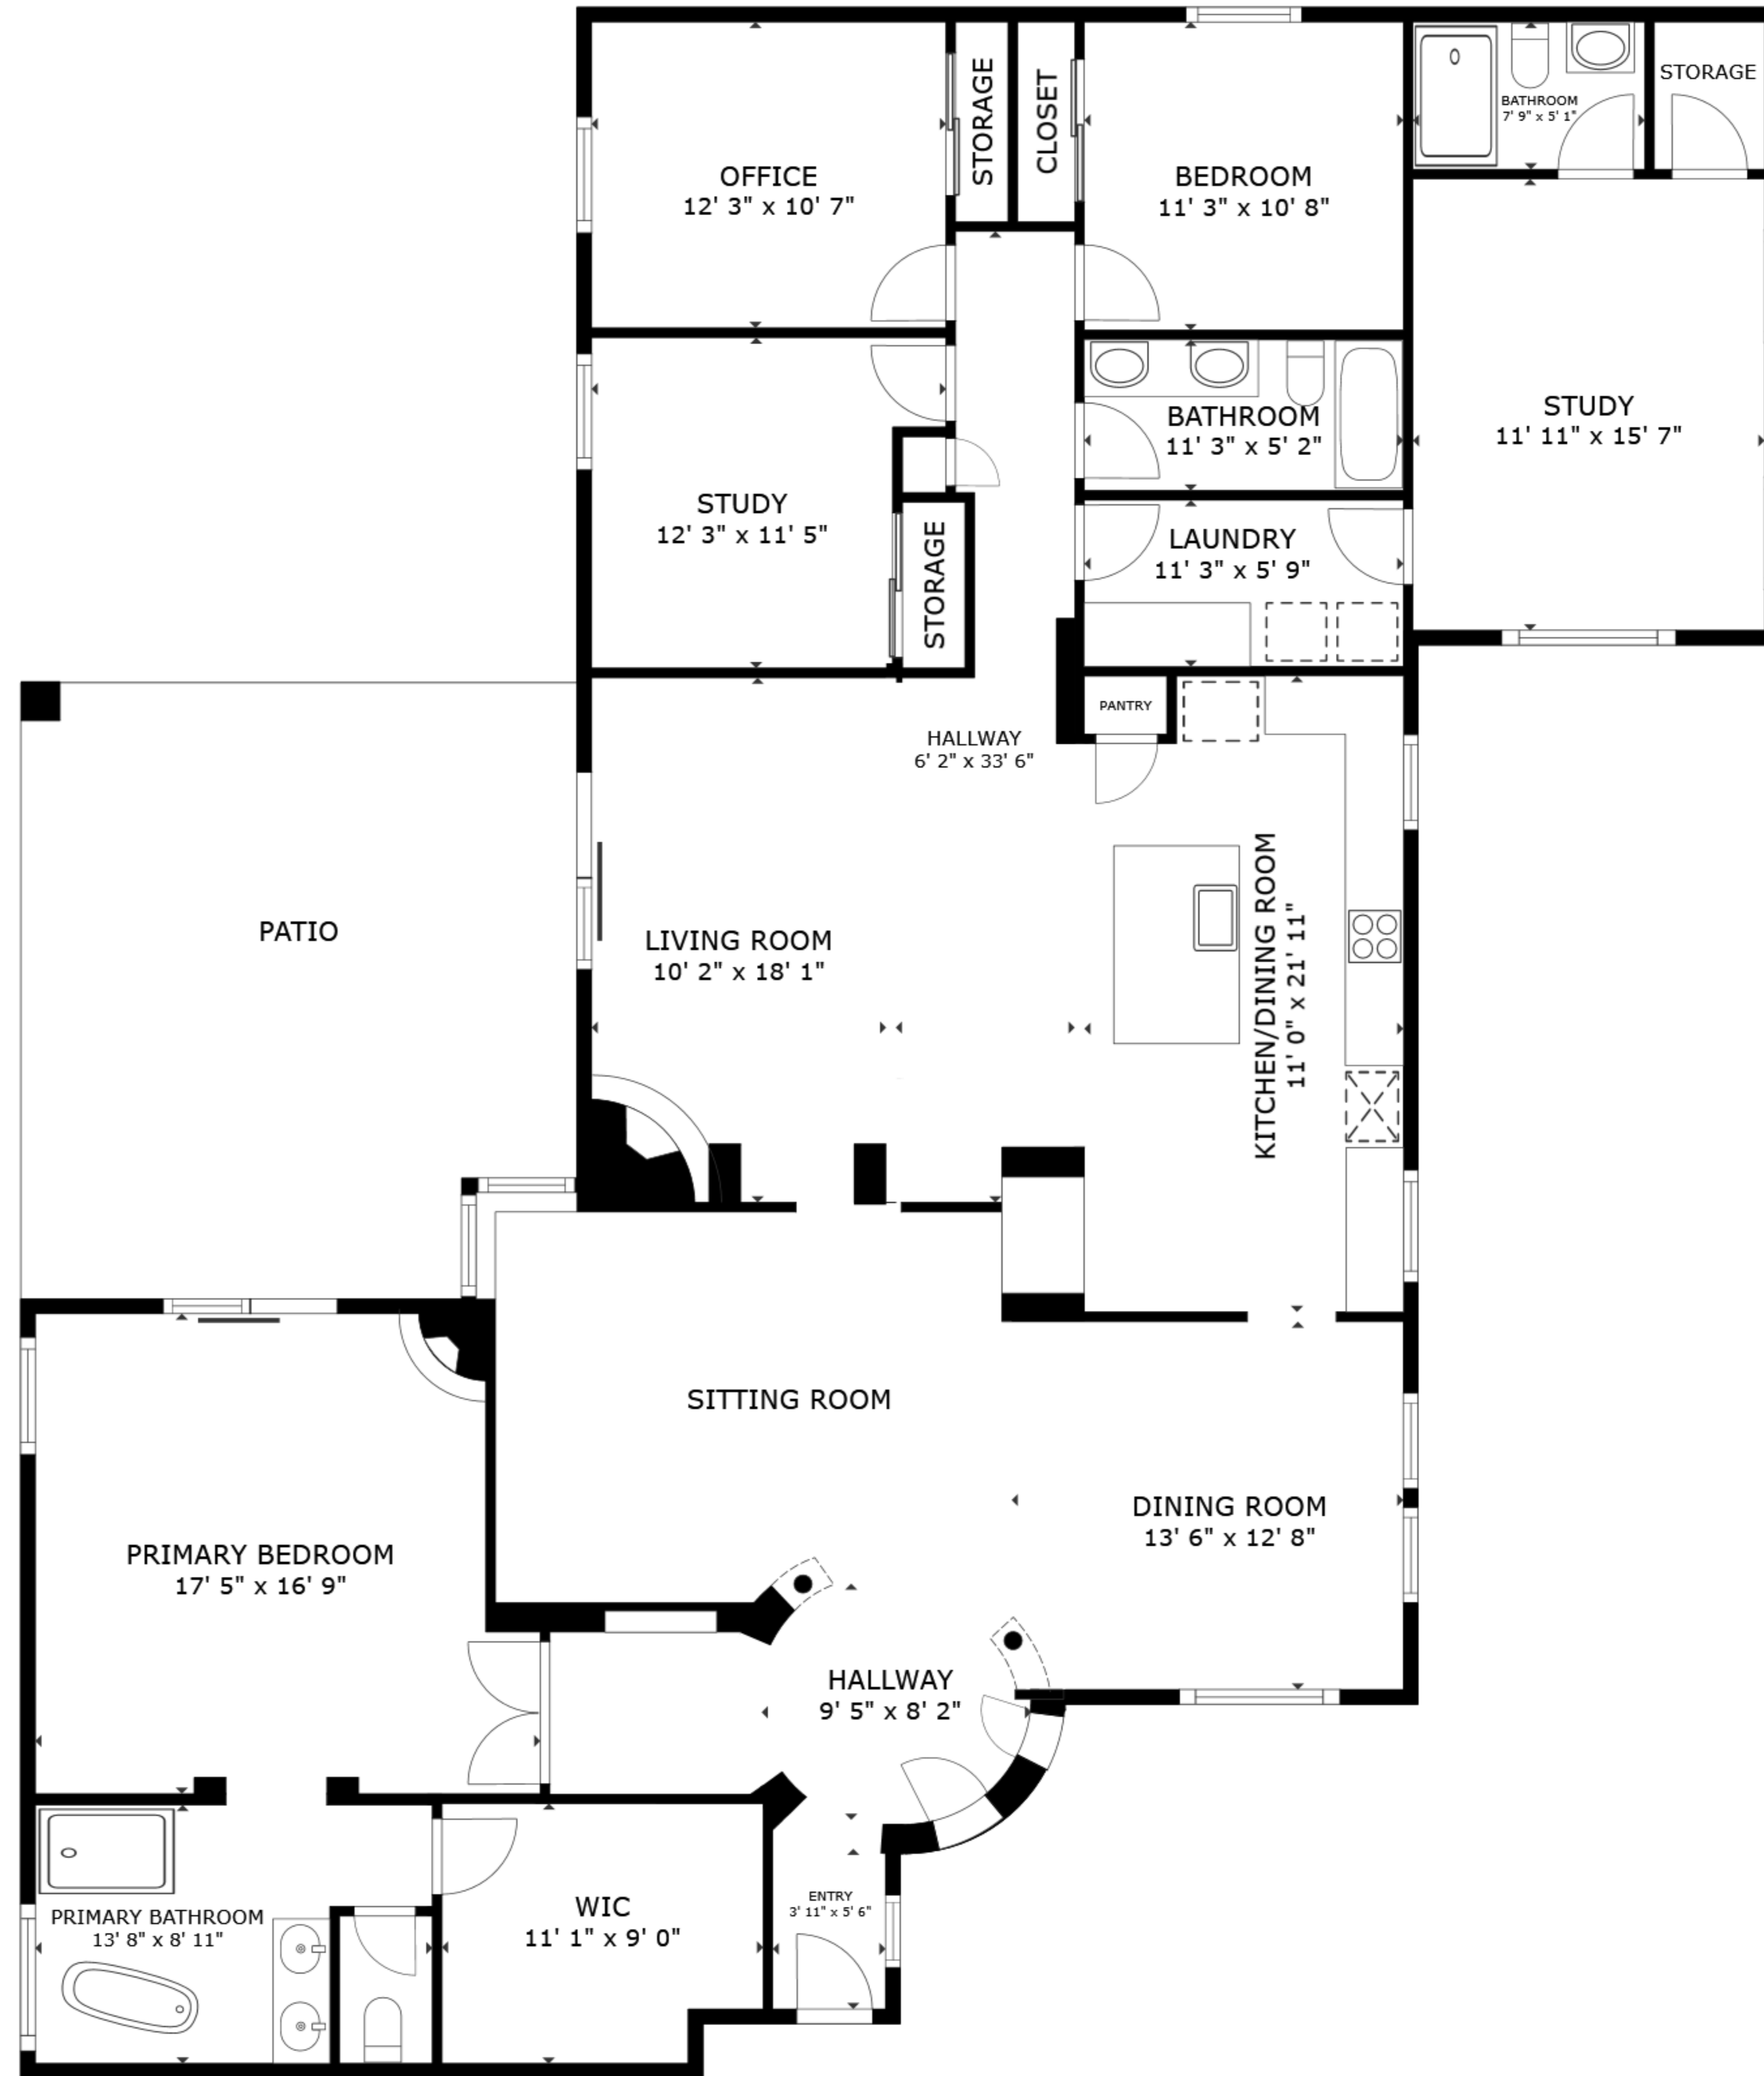 STORAGE
CLOSET
STORAGE
BATHROOM
7' 9" x 5' 1"
OFFICE
12' 3" x 10' 7"
BEDROOM
11' 3" x 10' 8"
BATHROOM
11' 3" x 5' 2"
STUDY
11' 11" x 15' 7"
STUDY
12' 3" x 11' 5"
STORAGE
LAUNDRY
11' 3" x 5' 9"
PANTRY
HALLWAY
6' 2" x 33' 6"
PATIO
LIVING ROOM
10' 2" x 18' 1"
KITCHEN/DINING ROOM
11' 0" x 21' 11"
SITTING ROOM
DINING ROOM
13' 6" x 12' 8"
PRIMARY BEDROOM
17' 5" x 16' 9"
HALLWAY
9' 5" x 8' 2"
PRIMARY BATHROOM
13' 8" x 8' 11"
WIC
11' 1" x 9' 0"
ENTRY
3' 11" x 5' 6"